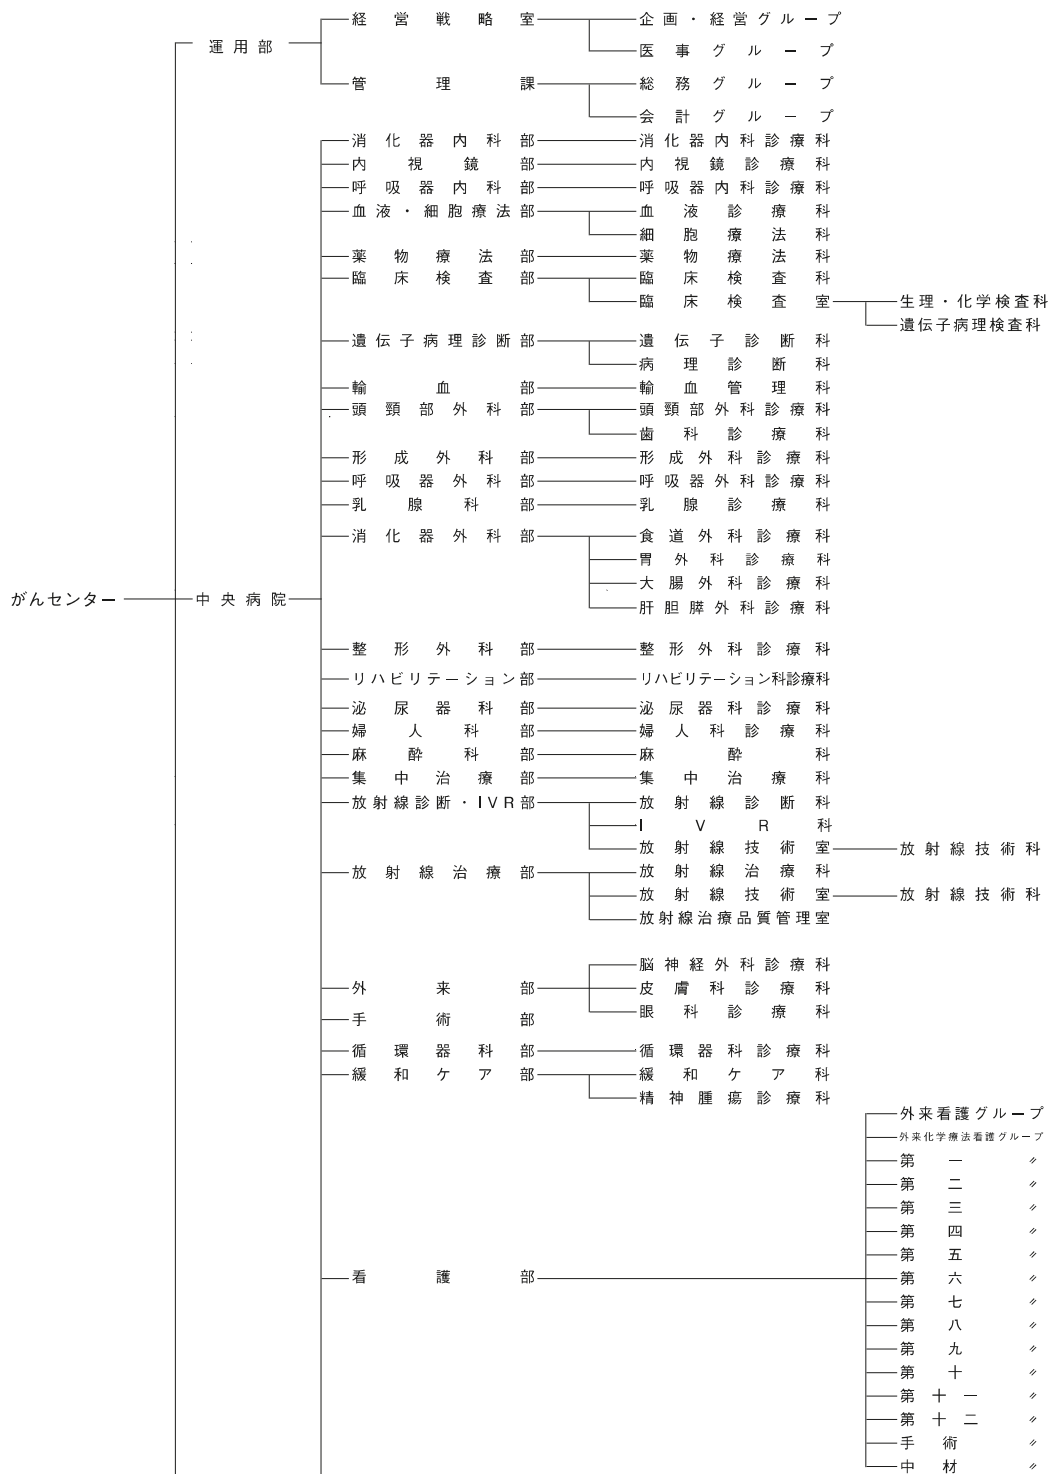 経営戦略室 企画・経営グループ
運用部
医事グループ
管理課 総務グループ
会計グループ
消化器内科部 消化器内科診療科
内視鏡部 内視鏡診療科
呼吸器内科部 呼吸器内科診療科
血液・細胞療法部 血液診療科
細胞療法科
薬物療法部 薬物療法科
臨床検査部 臨床検査科
臨床検査室 生理・化学検査科
遺伝子病理検査科
遺伝子病理診断部 遺伝子診断科
病理診断科
輸血部 輸血管理科
頭頸部外科部 頭頸部外科診療科
歯科診療科
形成外科部 形成外科診療科
呼吸器外科部 呼吸器外科診療科
乳腺科部 乳腺診療科
消化器外科部 食道外科診療科
胃外科診療科
大腸外科診療科
がんセンター 中央病院
肝胆膵外科診療科
整形外科部 整形外科診療科
リハビリテーション部 リハビリテーション科診療科
泌尿器科部 泌尿器科診療科
婦人科部 婦人科診療科
麻酔科部 麻酔科
集中治療部 集中治療科
放射線診断・IVR部 放射線診断科
IVR科
放射線技術室 放射線技術科
放射線治療部 放射線治療科
放射線技術室 放射線技術科
放射線治療品質管理室
脳神経外科診療科
外来部 皮膚科診療科
眼科診療科
手術部
循環器科部 循環器科診療科
緩和ケア部 緩和ケア科
精神腫瘍診療科
外来看護グループ
外来化学療法看護グループ
第一 〃
第二 〃
第三 〃
第四 〃
第五 〃
看護部 第六 〃
第七 〃
第八 〃
第九 〃
第十 〃
第十一 〃
第十二 〃
手術 〃
中材 〃